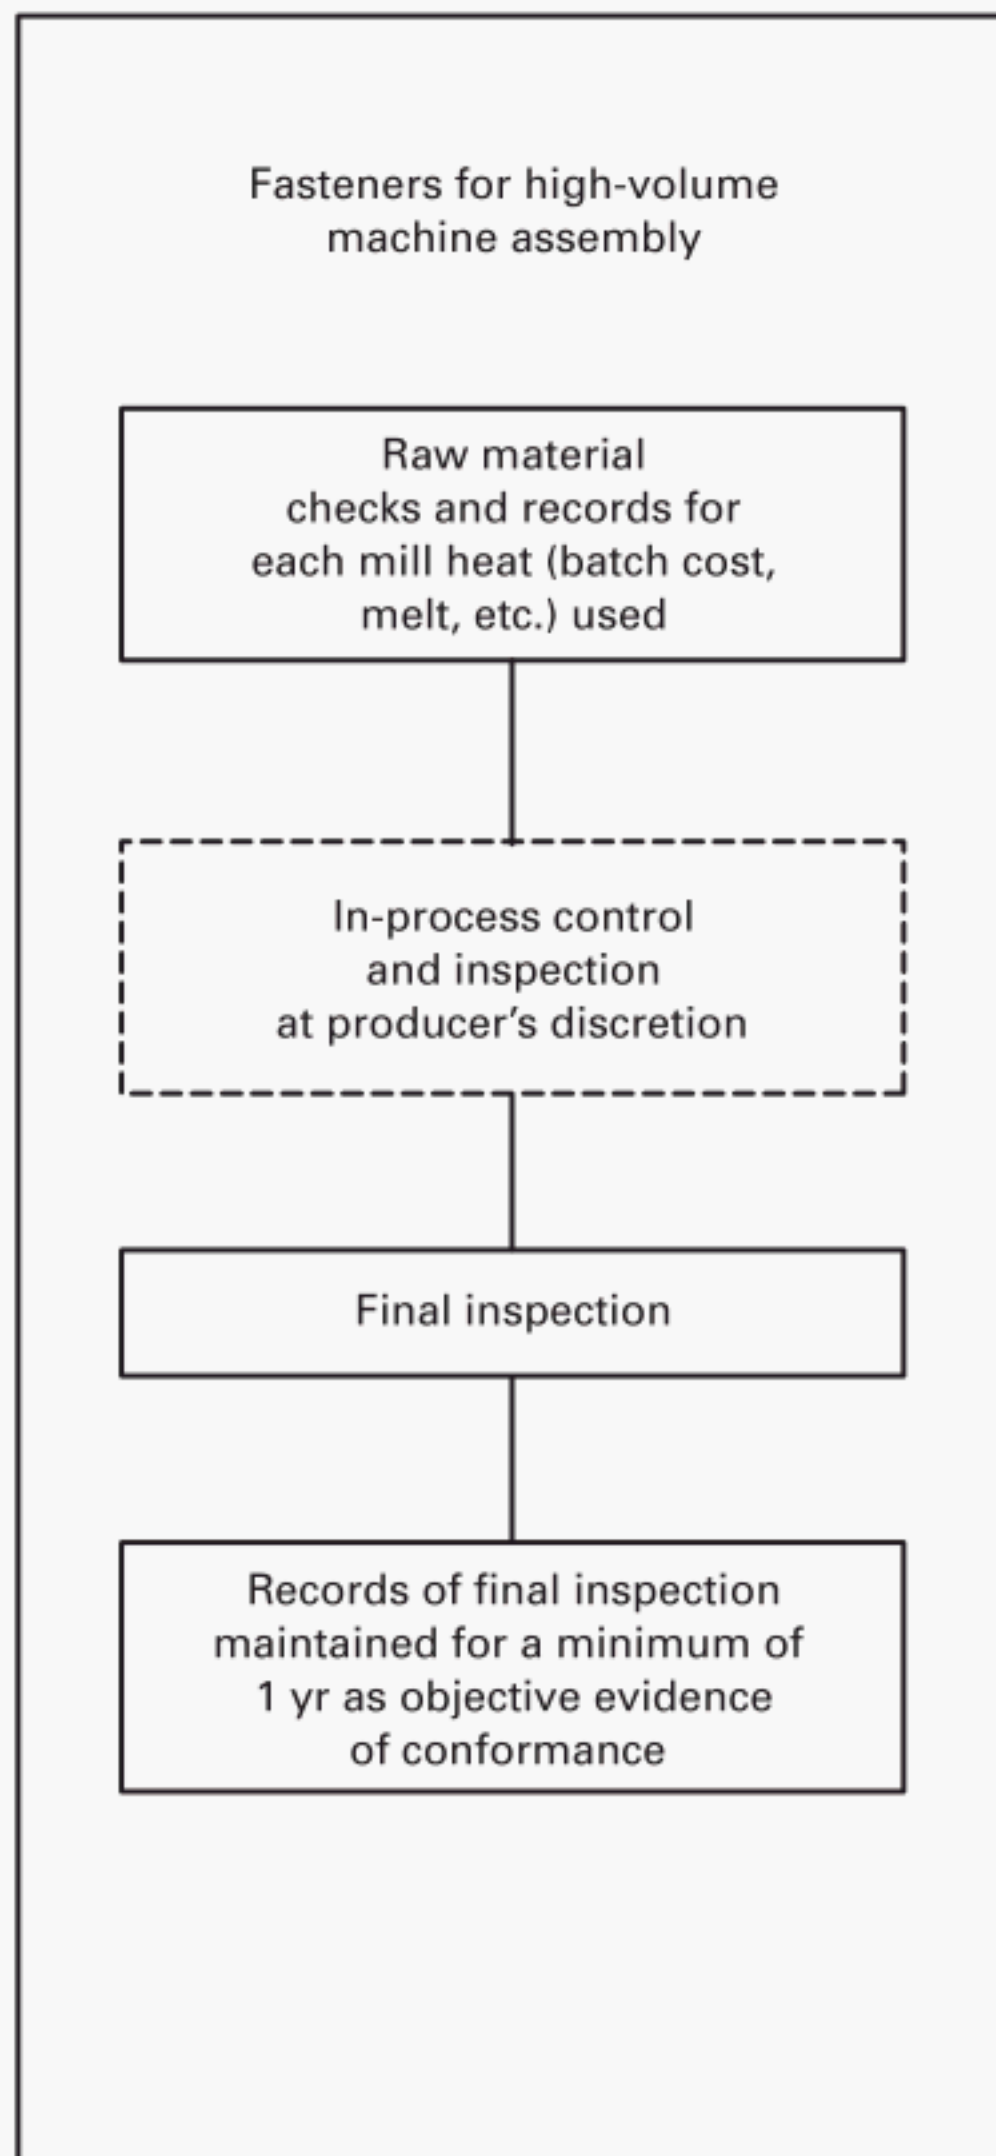 Fasteners for high-volume
machine assembly
Raw material
checks and records for
each mill heat (batch cost,
melt, etc.) used
In-process control
and inspection
at producer’s discretion
Final inspection
Records of final inspection
maintained for a minimum of
1 yr as objective evidence
of conformance